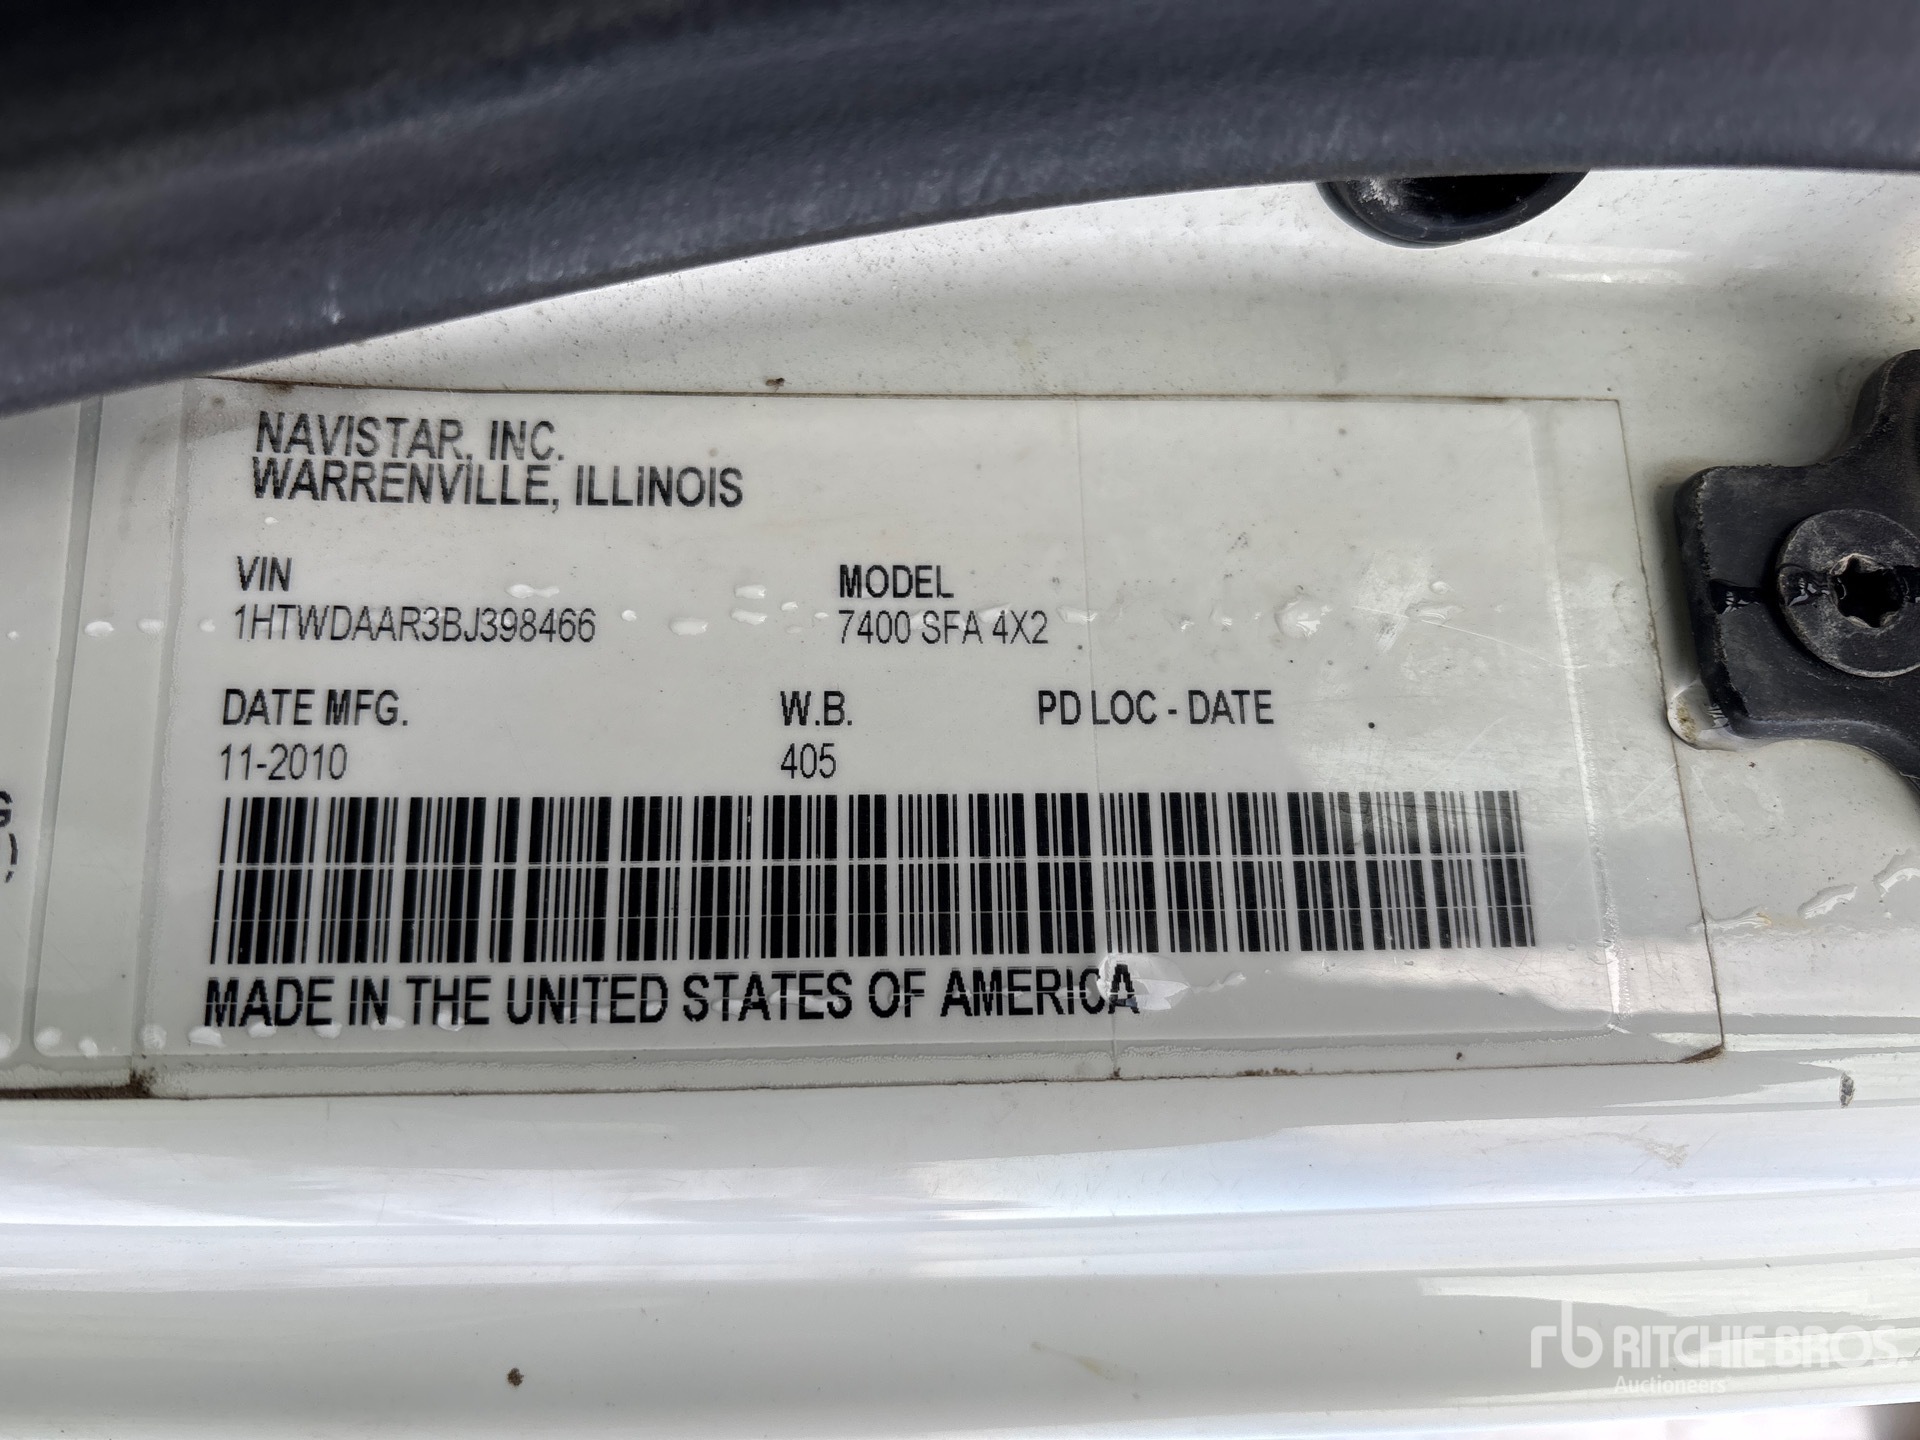 NAVISTAR, INC.
WARRENVILLE, ILLINOIS
VIN MODEL
1HTWDAAR3BJ398466 7400 SFA 4X2
DATE MFG. W.B. PD LOC - DATE
11-2010 405
MADE IN THE UNITED STATES OF AMERICA
rb RITCHIE BROS.
Auctioneers